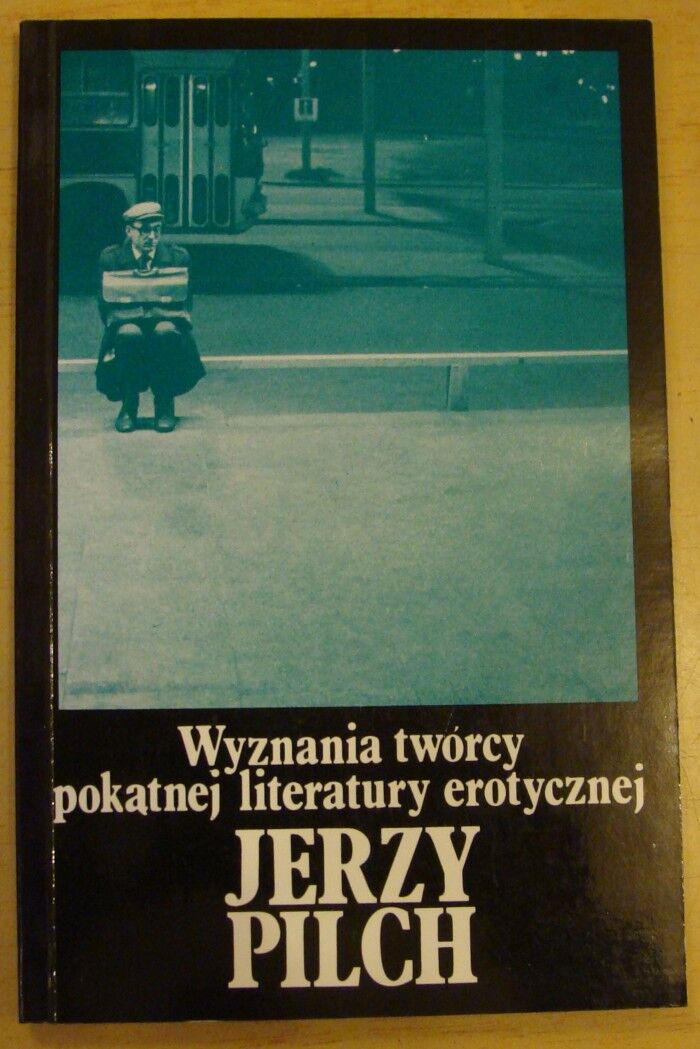 Wyznania twórcy
pokątnej literatury erotycznej
JERZY
PILCH